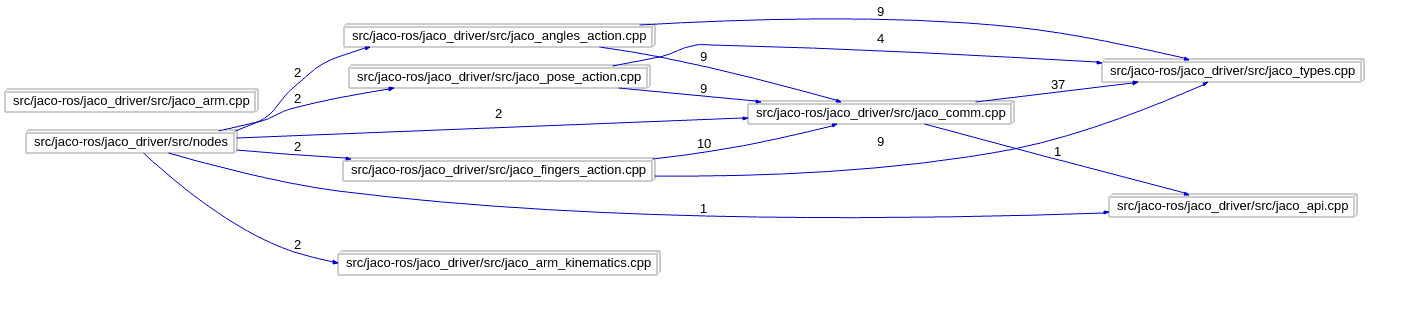 9
src/jaco-ros/jaco_driver/src/jaco_angles_action.cpp
4
2
9
src/jaco-ros/jaco_driver/src/jaco_pose_action.cpp
src/jaco-ros/jaco_driver/src/jaco_types.cpp
37
9
2
src/jaco-ros/jaco_driver/src/jaco_arm.cpp
2
src/jaco-ros/jaco_driver/src/jaco_comm.cpp
src/jaco-ros/jaco_driver/src/nodes
2
10
9
1
src/jaco-ros/jaco_driver/src/jaco_fingers_action.cpp
1
src/jaco-ros/jaco_driver/src/jaco_api.cpp
2
src/jaco-ros/jaco_driver/src/jaco_arm_kinematics.cpp